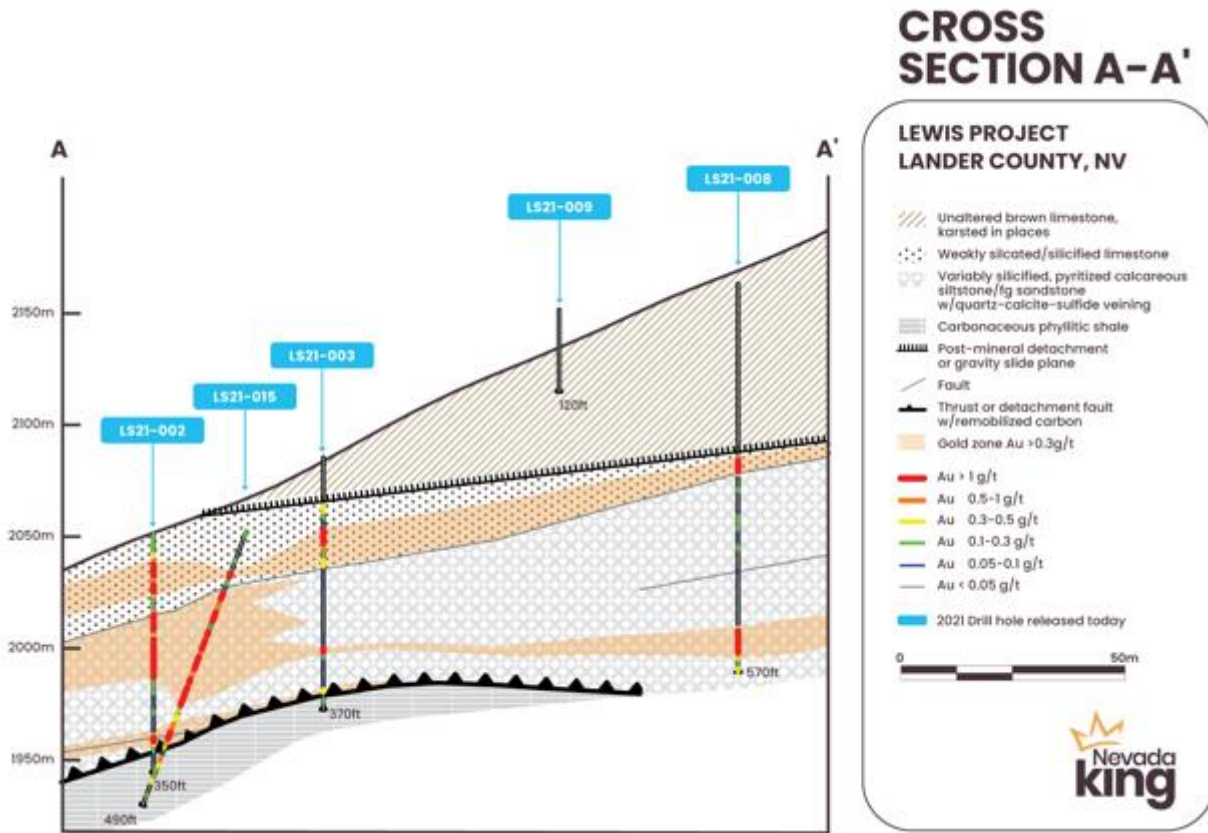 CROSS
SECTION A-A'
LEWIS PROJECT
LANDER COUNTY, NV
Unaltered brown limestone,
karsted in places
Weakly silcated/silicified limestone
Variably silicified, pyritized calcareous
siltstone/fg sandstone
w/quartz-calcite-sulfide veining
Carbonaceous phyllitic shale
Post-mineral detachment
or gravity slide plane
Fault
Thrust or detachment fault
w/remobilized carbon
Gold zone Au >0.3g/t
Au > 1 g/t
Au 0.5-1 g/t
Au 0.3-0.5 g/t
Au 0.1-0.3 g/t
Au 0.05-0.1 g/t
Au < 0.05 g/t
2021 Drill hole released today
0 50m
Nevada
king
A A'
LS21-008
LS21-009
LS21-003
LS21-015
LS21-002
2150m
2100m
2050m
2000m
1950m
120ft
570ft
370ft
350ft
490ft